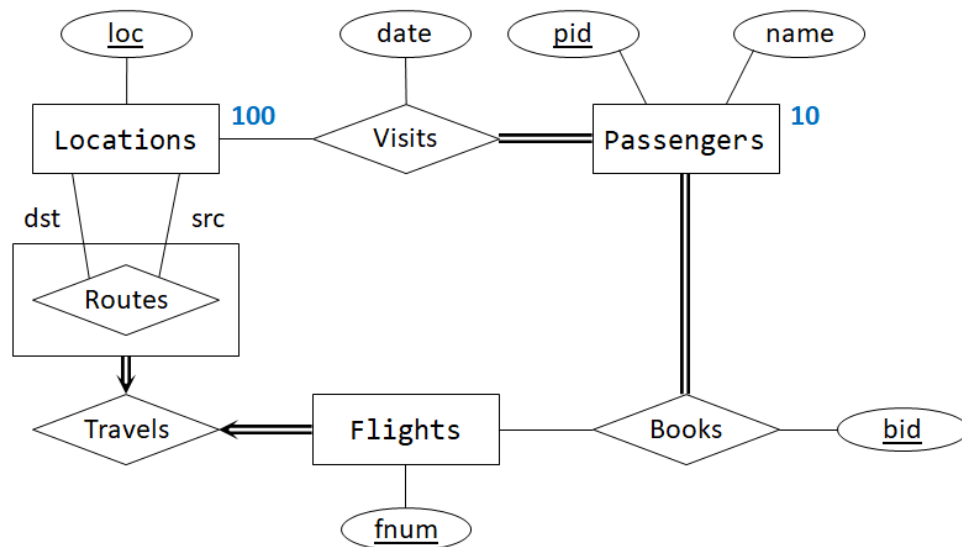 loc
date
pid
name
Locations
100
Visits
Passengers
10
dst
src
Routes
Travels
Flights
Books
bid
fnum